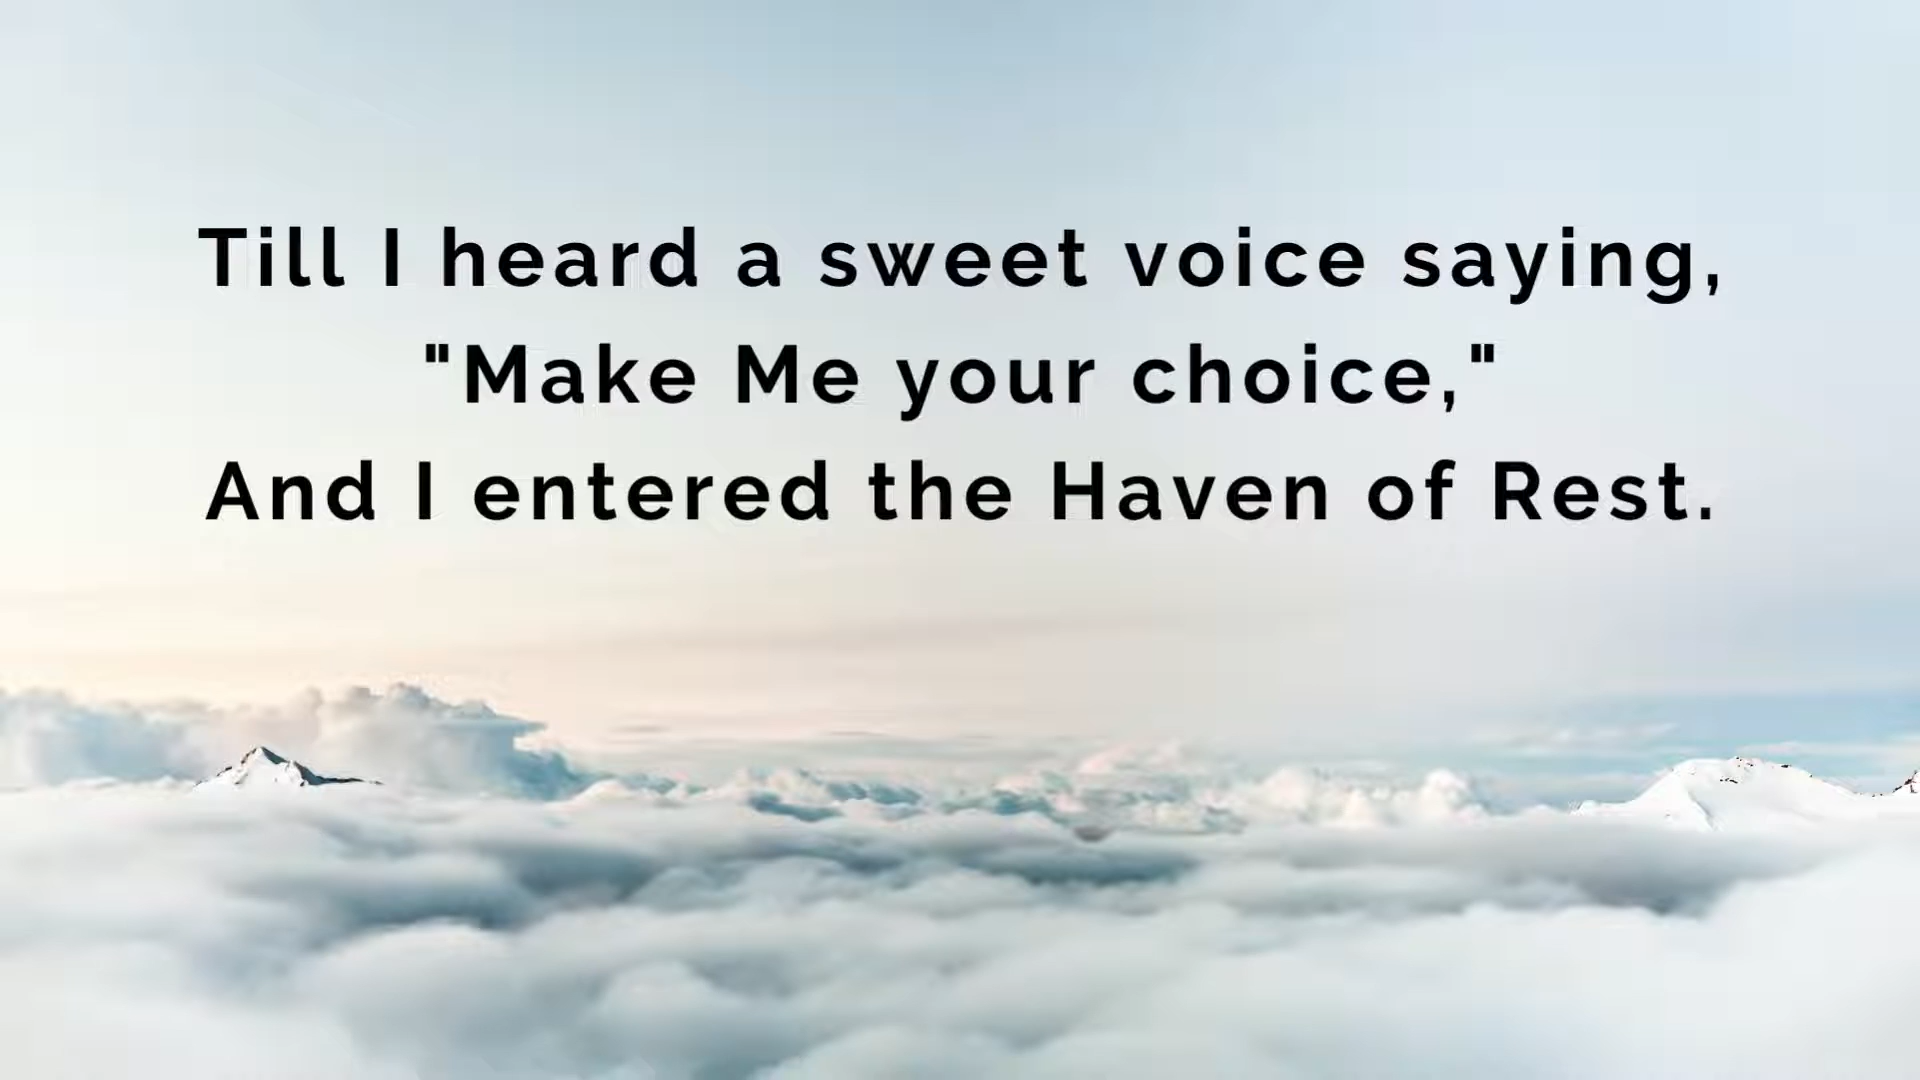 Till I heard a sweet voice saying,
"Make Me your choice,"
And I entered the Haven of Rest.